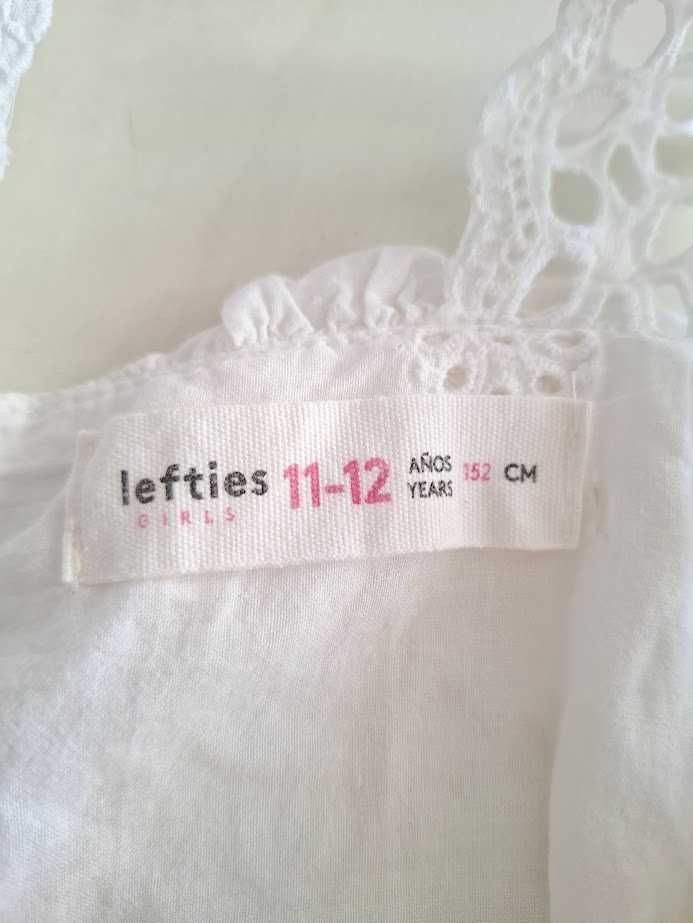 lefties
GIRLS
11-12
AÑOS
YEARS
152 CM